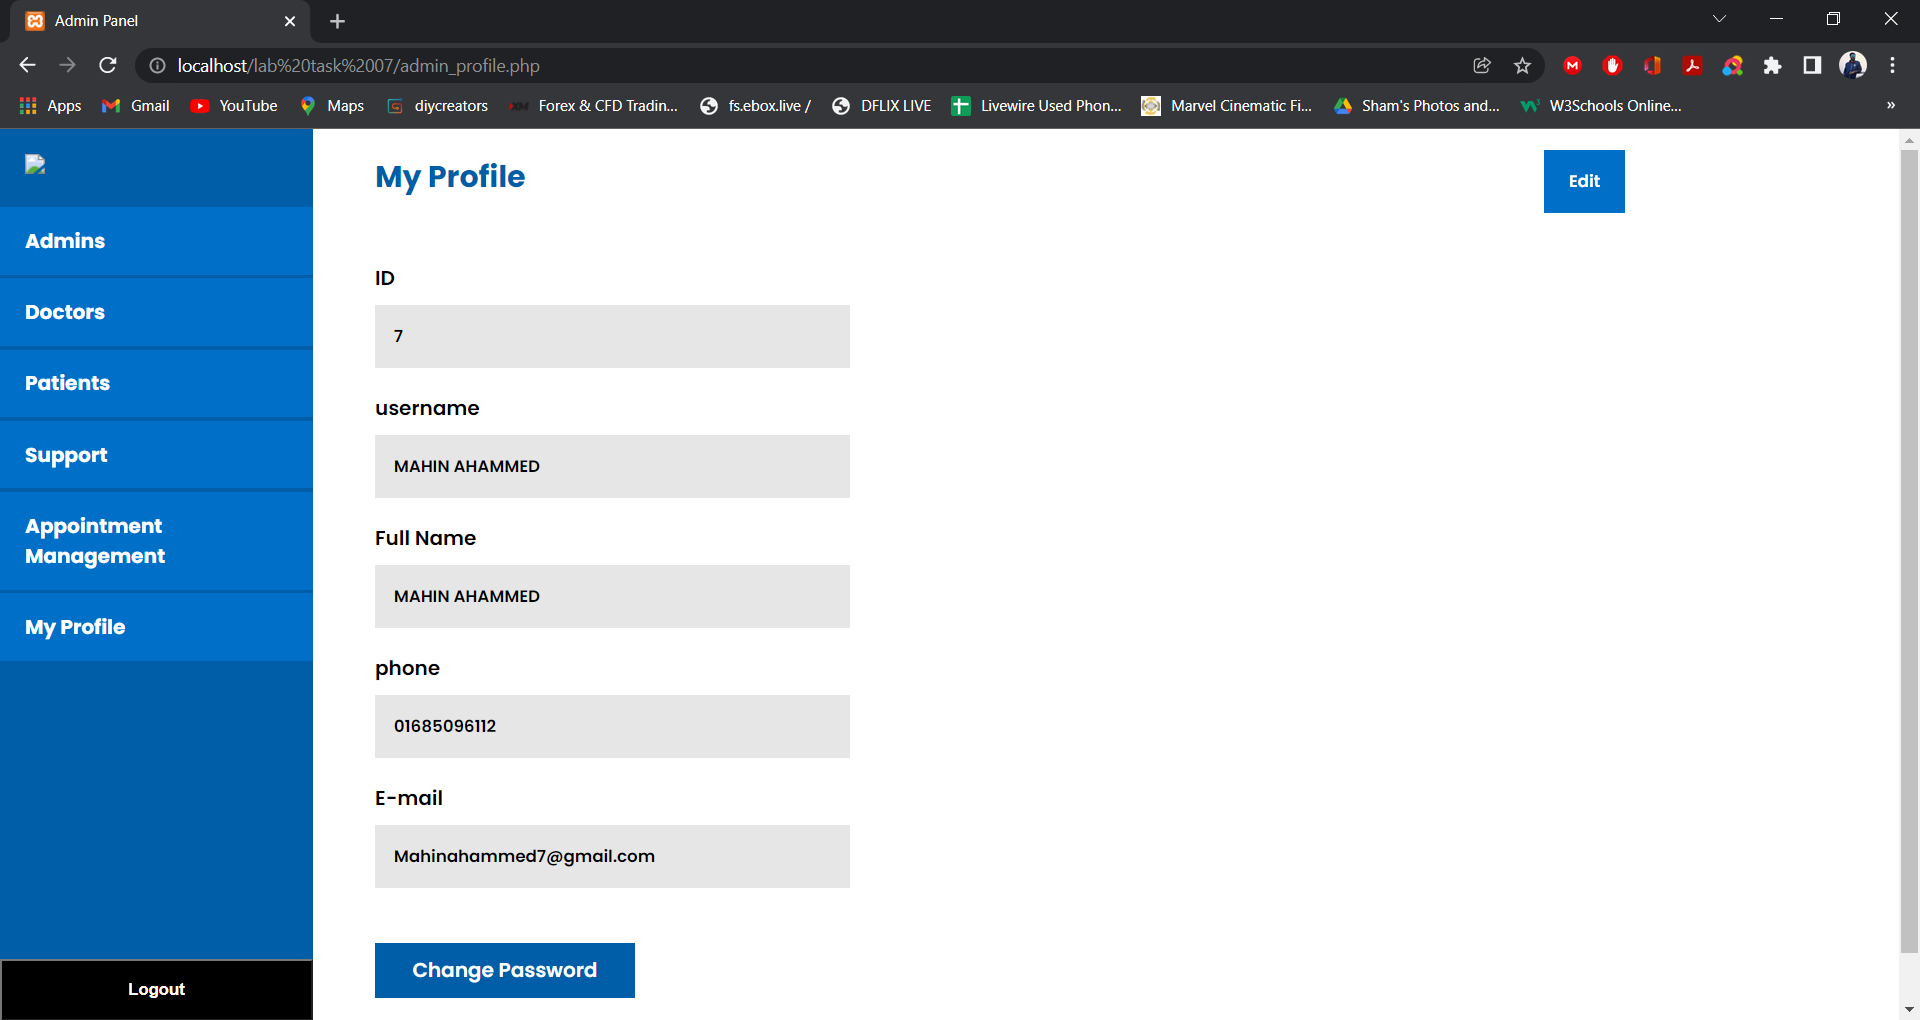 Admin Panel
localhost/lab%20task%2007/admin_profile.php
Apps
Gmail
YouTube
Maps
diycreators
Forex & CFD Tradin...
fs.ebox.live /
DFLIX LIVE
Livewire Used Phon...
Marvel Cinematic Fi...
Sham's Photos and...
W3Schools Online...
»
Admins
Doctors
Patients
Support
Appointment
Management
My Profile
Logout
My Profile
Edit
ID
7
username
MAHIN AHAMMED
Full Name
MAHIN AHAMMED
phone
01685096112
E-mail
Mahinahammed7@gmail.com
Change Password